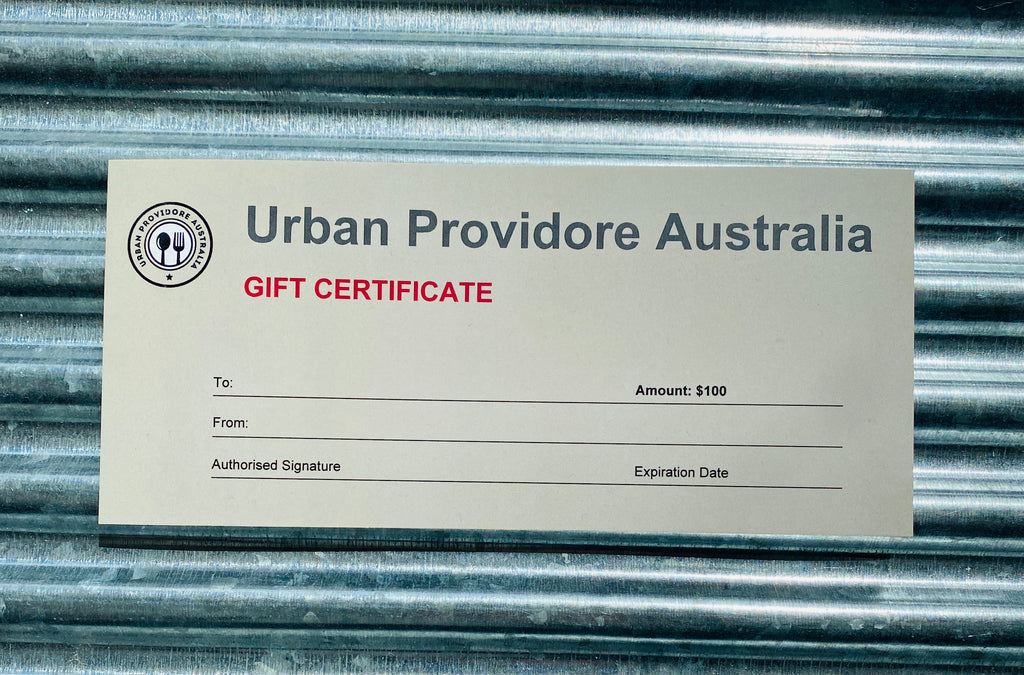 URBAN PROVIDORE AUSTRALIA
Urban Providore Australia
GIFT CERTIFICATE
To:
Amount: $100
From:
Authorised Signature
Expiration Date